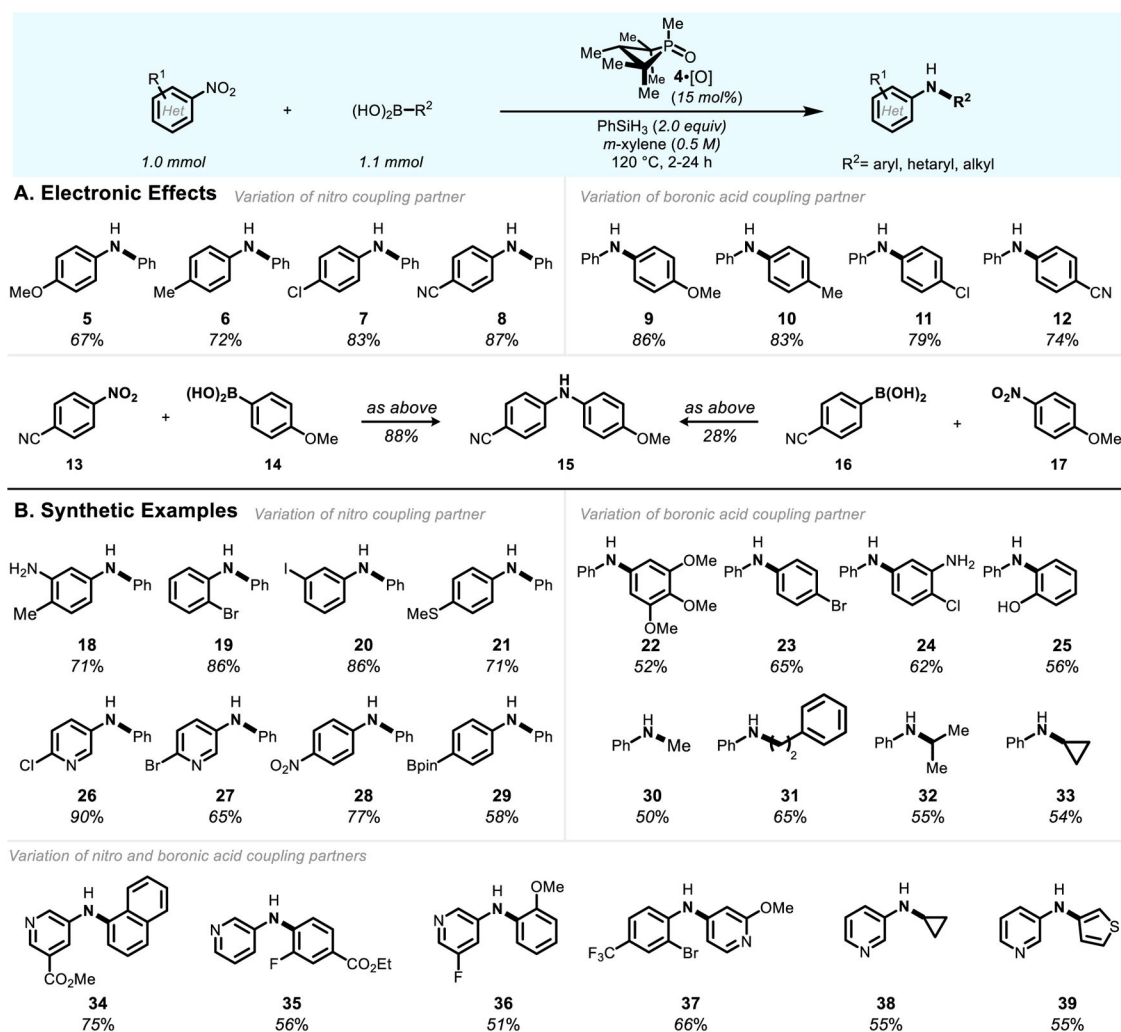 R1
NO2
Het
1.0 mmol
+
(HO)2B–R2
1.1 mmol
Me
Me
Me
Me
Me
P=O
4•[O]
(15 mol%)
PhSiH3 (2.0 equiv)
m-xylene (0.5 M)
120 °C, 2-24 h
R1
Het
H
N
R2
R2= aryl, hetaryl, alkyl
A. Electronic Effects Variation of nitro coupling partner
Variation of boronic acid coupling partner
H N Ph MeO
H N Ph Me
H N Ph Cl
H N Ph NC
H Ph N OMe
H Ph N Me
H Ph N Cl
H Ph N CN
5 6 7 8 9 10 11 12
67% 72% 83% 87% 86% 83% 79% 74%
NO2 NC + (HO)2B OMe
as above
88%
H N NC OMe
as above
28%
B(OH)2 NC + O2N OMe
13 14 15 16 17
B. Synthetic Examples Variation of nitro coupling partner
Variation of boronic acid coupling partner
H2N Me H N Ph
H N Ph Br
I H N Ph
MeS H N Ph
H Ph N OMe OMe OMe
H Ph N Br
H Ph N NH2 Cl
H Ph N HO
18 19 20 21 22 23 24 25
71% 86% 86% 71% 52% 65% 62% 56%
Cl N H N Ph
Br N H N Ph
O2N H N Ph
Bpin H N Ph
H Ph N Me
H Ph N 2
H Ph N Me Me
H Ph N
26 27 28 29 30 31 32 33
90% 65% 77% 58% 50% 65% 55% 54%
Variation of nitro and boronic acid coupling partners
N H N CO2Me
N H N F CO2Et
N H N OMe F
H N F3C Br N OMe
H N N
H N N S
34 35 36 37 38 39
75% 56% 51% 66% 55% 55%